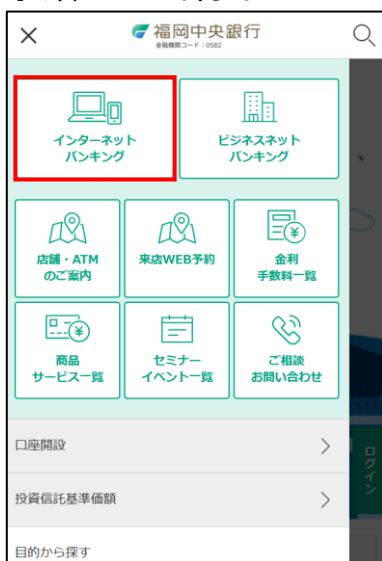 福岡中央銀行
金融機関コード：0582
インターネット
バンキング
ビジネスネット
バンキング
店舗・ATM
のご案内
来店WEB予約
金利
手数料一覧
商品
サービス一覧
セミナー
イベント一覧
ご相談
お問い合わせ
口座開設
ログイン
投資信託基準価額
目的から探す